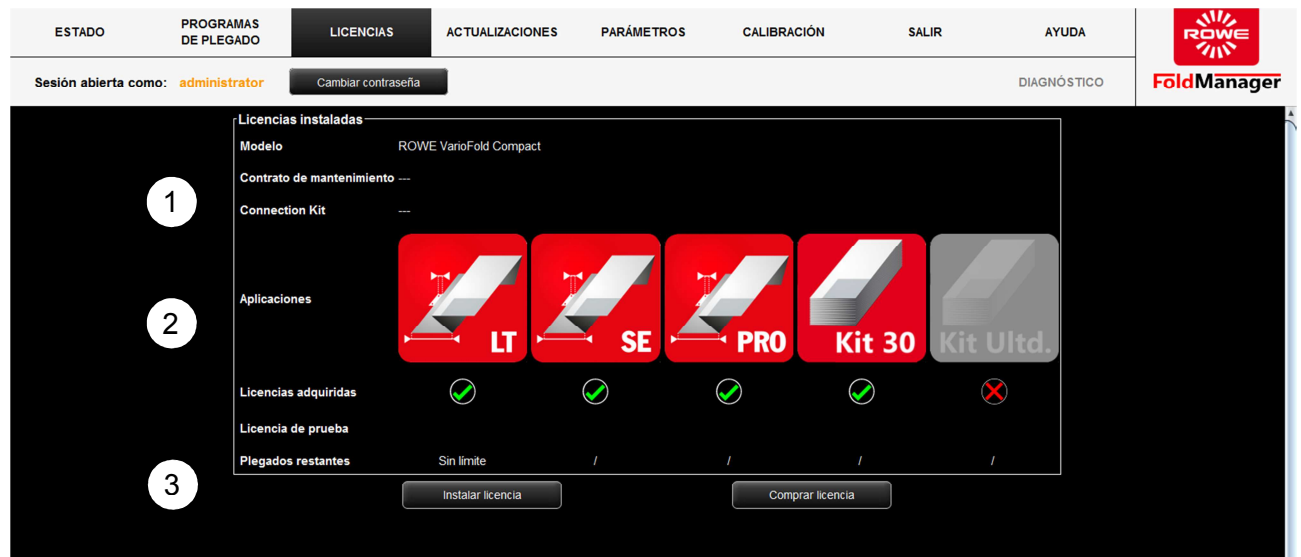 ESTADO PROGRAMAS DE PLEGADO LICENCIAS ACTUALIZACIONES PARÁMETROS CALIBRACIÓN SALIR AYUDA
ROWE
Sesión abierta como: administrator Cambiar contraseña DIAGNÓSTICO
FoldManager
Licencias instaladas
Modelo ROWE VarioFold Compact
Contrato de mantenimiento ---
1
Connection Kit ---
Aplicaciones
2
LT SE PRO Kit 30 Kit Ultd.
Licencias adquiridas
Licencia de prueba
Plegados restantes Sin límite / / / /
3
Instalar licencia Comprar licencia